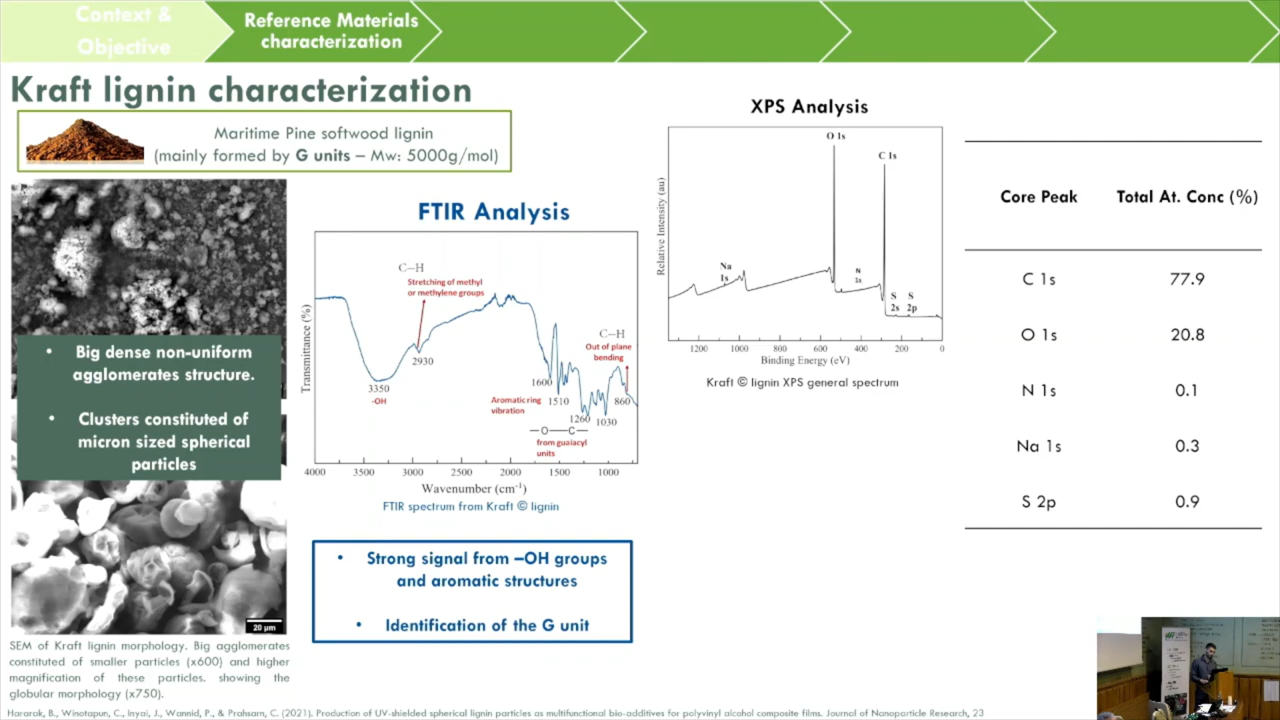 Context &
Objective
Reference Materials
characterization
Kraft lignin characterization
Maritime Pine softwood lignin
(mainly formed by G units – Mw: 5000g/mol)
• Big dense non-uniform
agglomerates structure.
• Clusters constituted of
micron sized spherical
particles
20 µm
SEM of Kraft lignin morphology. Big agglomerates
constituted of smaller particles (x600) and higher
magnification of these particles. showing the
globular morphology (x750).
FTIR Analysis
Transmittance (%)
C–H
Stretching of methyl
or methylene groups
2930
3350
-OH
C–H
Out of plane
bending
1600
Aromatic ring
vibration
1510
860
1260
1030
—O—C—
from guaiacyl
units
4000 3500 3000 2500 2000 1500 1000
Wavenumber (cm⁻¹)
FTIR spectrum from Kraft © lignin
• Strong signal from –OH groups
and aromatic structures
• Identification of the G unit
XPS Analysis
Relative Intensity (au)
O 1s
C 1s
Na
1s
N
1s
S
2s
S
2p
1200 1000 800 600 400 200 0
Binding Energy (eV)
Kraft © lignin XPS general spectrum
Core Peak Total At. Conc (%)
C 1s 77.9
O 1s 20.8
N 1s 0.1
Na 1s 0.3
S 2p 0.9
Hararak, B., Winotapun, C., Inyai, J., Wannid, P., & Prahsarn, C. (2021). Production of UV-shielded spherical lignin particles as multifunctional bio-additives for polyvinyl alcohol composite films. Journal of Nanoparticle Research, 23